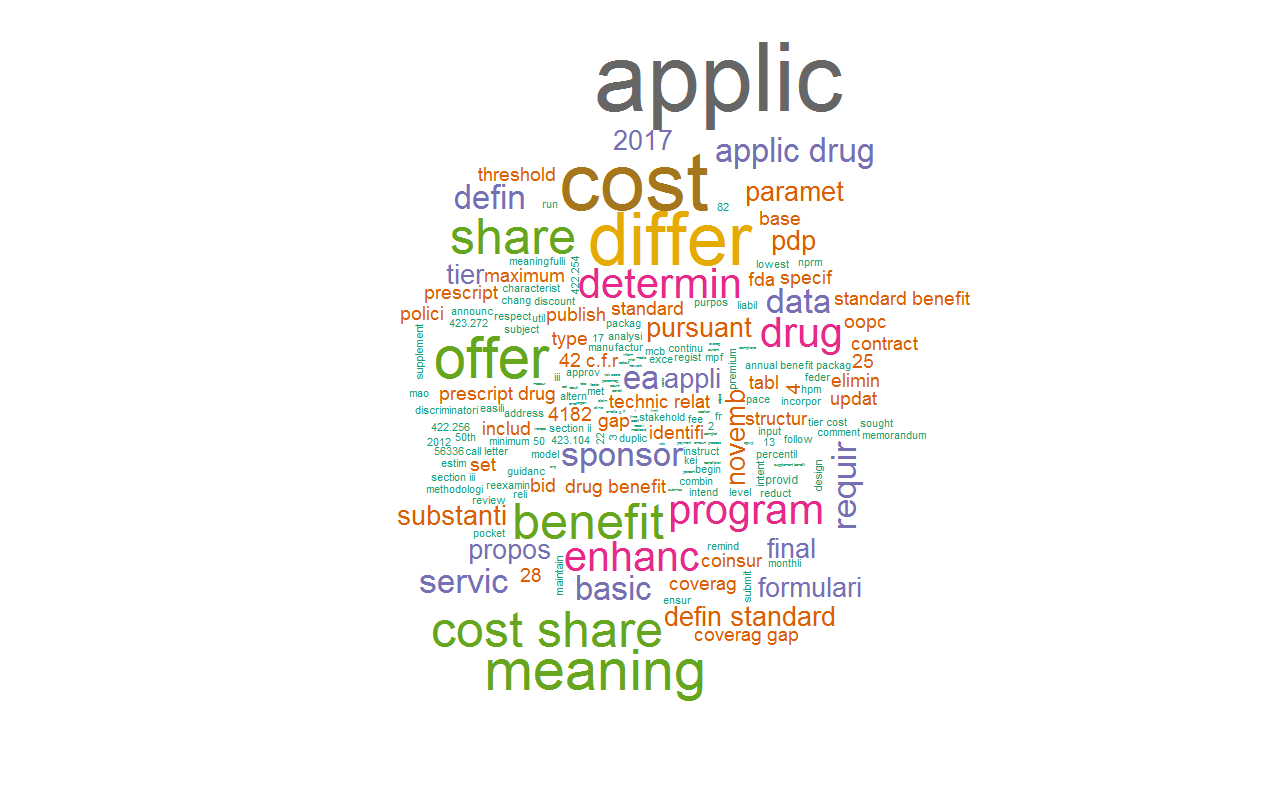 applic
2017
applic drug
threshold
cost
paramet
defin
run
82
base
share
differ
pdp
meaningfulli
422.254
lowest
nprm
tier
maximum
determin
fda
specif
prescript
characterist
chang
discount
purpos
liabil
data
standard benefit
polici
announc
423.272
respect
util
subject
publish
standard
packag
pursuant
drug
oopc
contract
supplement
offer
type
17
analysi
manufactur
mcb
continu
42 c.f.r
exce
regist
mpf
premium
annual benefit packag
25
iii
approv
ea
appli
tabl
4
feder
hpm
elimin
mao
prescript drug
altern
met
technic relat
pace
incorpor
updat
discriminatori
easili
address
4182
gap
stakehold
fee
fr
novemb
structur
tier cost
sought
422.256
includ
section ii
22
3
duplic
identifi
2
input
13
follow
comment
memorandum
2012
50th
minimum
50
423.104
56336
call letter
model
sponsor
instruct
kei
percentil
estim
set
guidanc
begin
intent
provid
design
requir
section iii
methodologi
reexamin
reli
review
bid
drug benefit
combin
intend
level
reduct
substanti
pocket
benefit
program
propos
enhanc
remind
final
coinsur
monthli
servic
28
maintain
basic
coverag
submit
formulari
ensur
cost share
defin standard
coverag gap
meaning